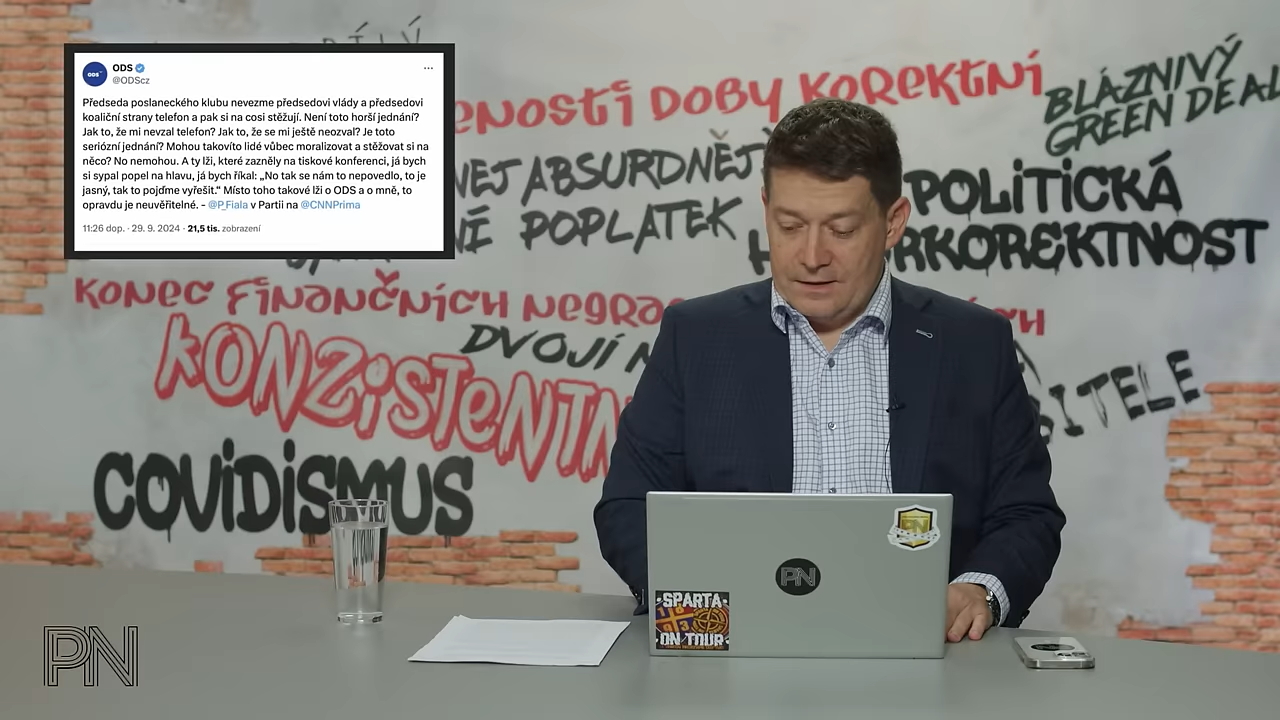 ODS
@ODScz
Předseda poslaneckého klubu nevezme předsedovi vlády a předsedovi
koaliční strany telefon a pak si na cosi stěžují. Není toto horší jednání?
Jak to, že mi nevzal telefon? Jak to, že se mi ještě neozval? Je toto
seriózní jednání? Mohou takovíto lidé vůbec moralizovat a stěžovat si na
něco? No nemohou. A ty lži, které zazněly na tiskové konferenci, já bych
si sypal popel na hlavu, já bych říkal: „No tak se nám to nepovedlo, to je
jasný, tak to pojďme vyřešit." Místo toho takové lži o ODS a o mně, to
opravdu je neuvěřitelné. - @P_Fiala v Partii na @CNNPrima
11:26 dop. · 29. 9. 2024 · 21,5 tis. zobrazení
DOBY KOREKTNÍ
BLÁZNIVÝ
GREEN DEAL
ABSURDNĚJ
POPLATEK
POLITICKÁ
KONEC FINANČNÍCH
DVOJÍ
COVIDISMUS
PN
SPARTA
ON TOUR
PN
PN